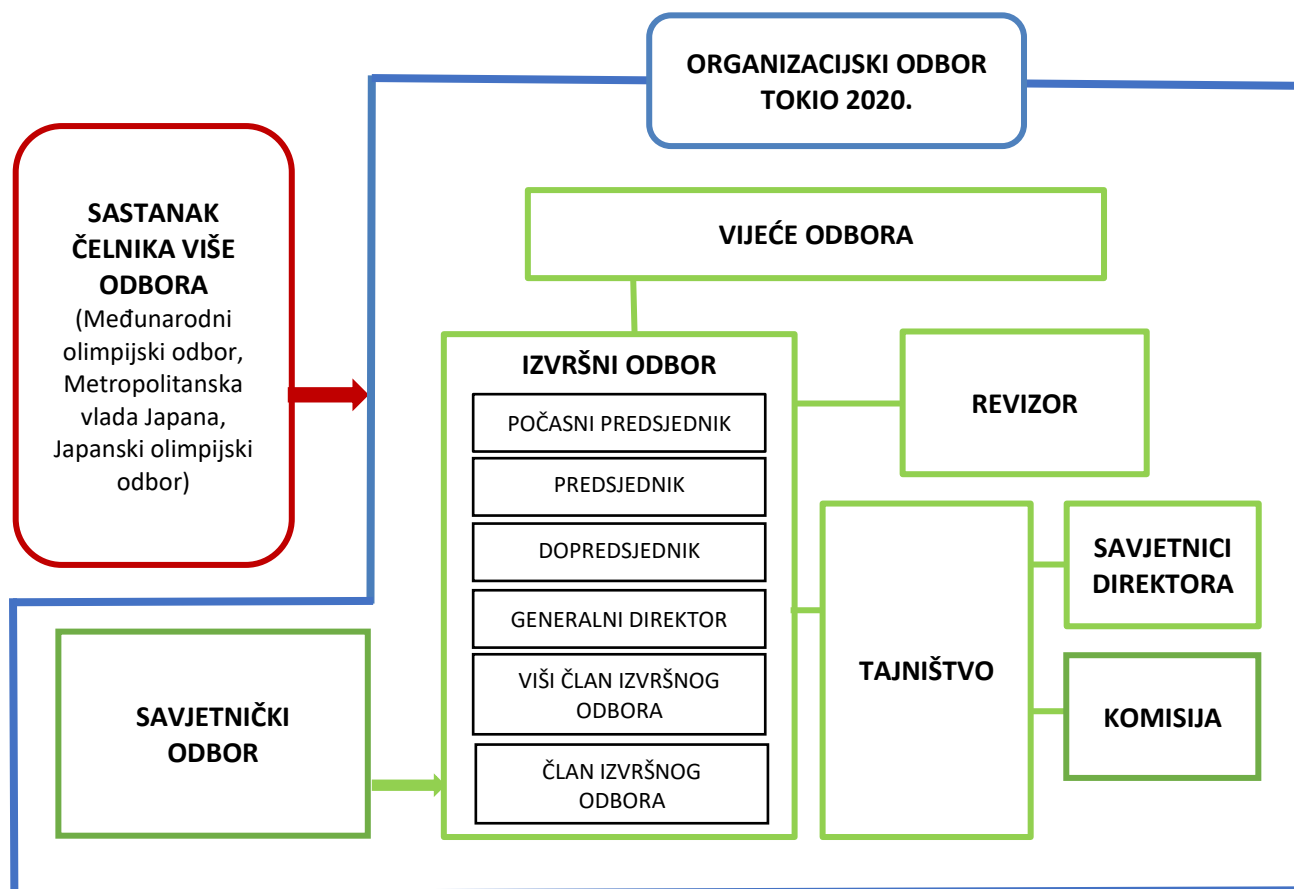 ORGANIZACIJSKI ODBOR
TOKIO 2020.
SASTANAK
ČELNIKA VIŠE
ODBORA
(Međunarodni
olimpijski odbor,
Metropolitanska
vlada Japana,
Japanski olimpijski
odbor)
VIJEĆE ODBORA
IZVRŠNI ODBOR
POČASNI PREDSJEDNIK
PREDSJEDNIK
DOPREDSJEDNIK
GENERALNI DIREKTOR
VIŠI ČLAN IZVRŠNOG
ODBORA
ČLAN IZVRŠNOG
ODBORA
REVIZOR
TAJNIŠTVO
SAVJETNICI
DIREKTORA
KOMISIJA
SAVJETNIČKI
ODBOR